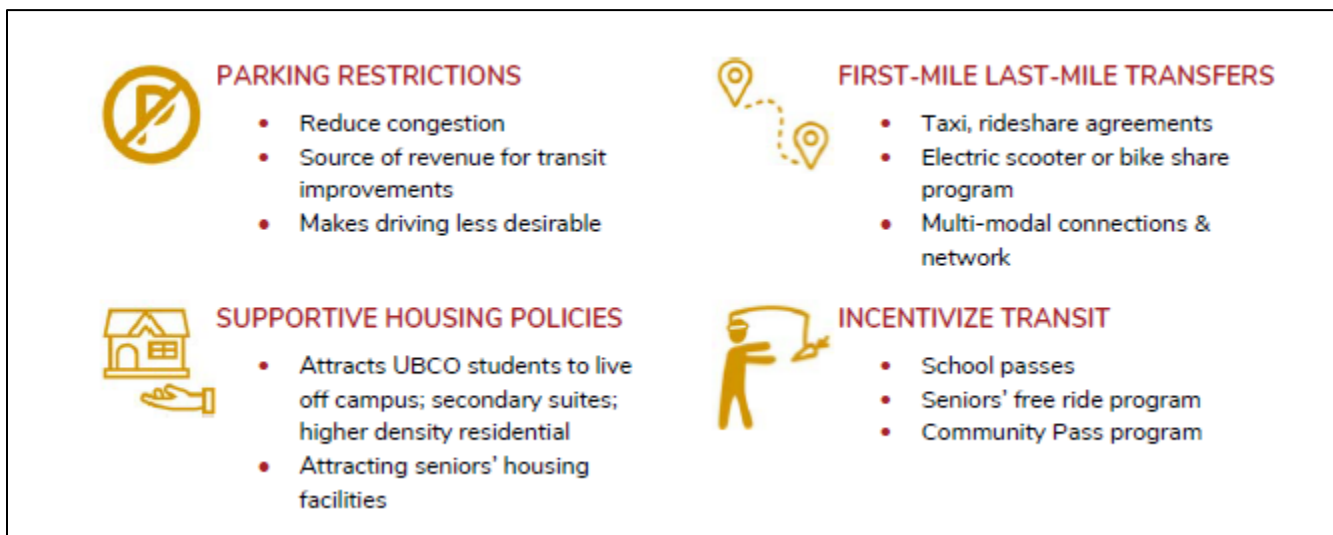 PARKING RESTRICTIONS
• Reduce congestion
• Source of revenue for transit
improvements
• Makes driving less desirable
FIRST-MILE LAST-MILE TRANSFERS
• Taxi, rideshare agreements
• Electric scooter or bike share
program
• Multi-modal connections &
network
SUPPORTIVE HOUSING POLICIES
• Attracts UBCO students to live
off campus; secondary suites;
higher density residential
• Attracting seniors' housing
facilities
INCENTIVIZE TRANSIT
• School passes
• Seniors' free ride program
• Community Pass program